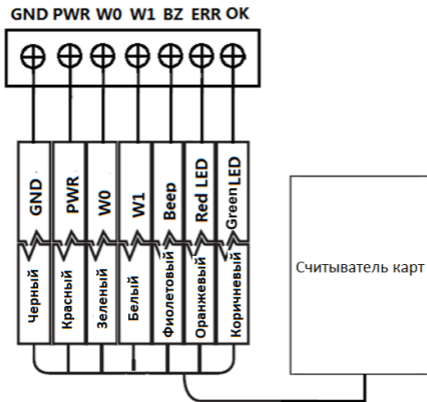 GND PWR W0 W1 BZ ERR OK
GND
PWR
W0
W1
Beep
Red LED
Green LED
Черный
Красный
Зеленый
Белый
Фиолетовый
Оранжевый
Коричневый
Считыватель карт